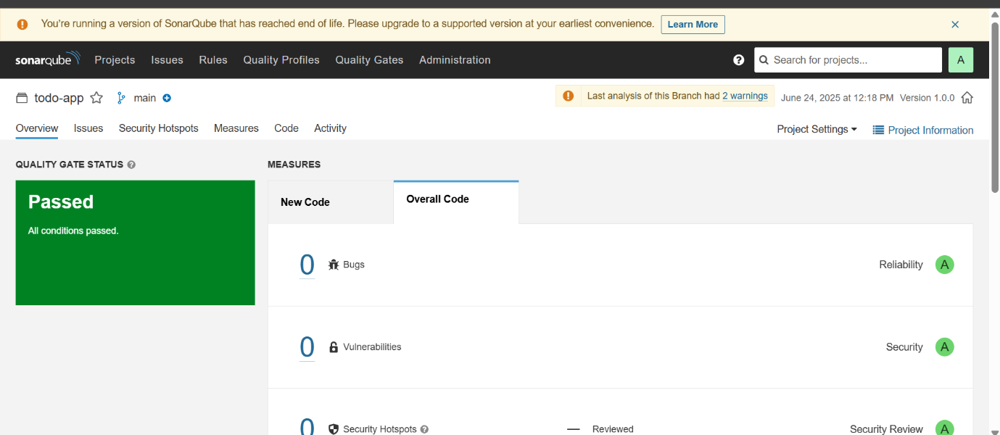 You're running a version of SonarQube that has reached end of life. Please upgrade to a supported version at your earliest convenience. Learn More
sonarqube Projects Issues Rules Quality Profiles Quality Gates Administration Search for projects... A
todo-app main Last analysis of this Branch had 2 warnings June 24, 2025 at 12:18 PM Version 1.0.0
Overview Issues Security Hotspots Measures Code Activity Project Settings Project Information
QUALITY GATE STATUS MEASURES
Passed
All conditions passed.
New Code Overall Code
0 Bugs Reliability A
0 Vulnerabilities Security A
0 Security Hotspots — Reviewed Security Review A